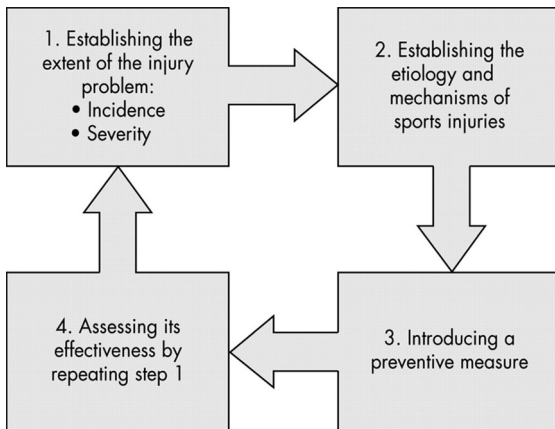 1. Establishing the
extent of the injury
problem:
• Incidence
• Severity
2. Establishing the
etiology and
mechanisms of
sports injuries
3. Introducing a
preventive measure
4. Assessing its
effectiveness by
repeating step 1